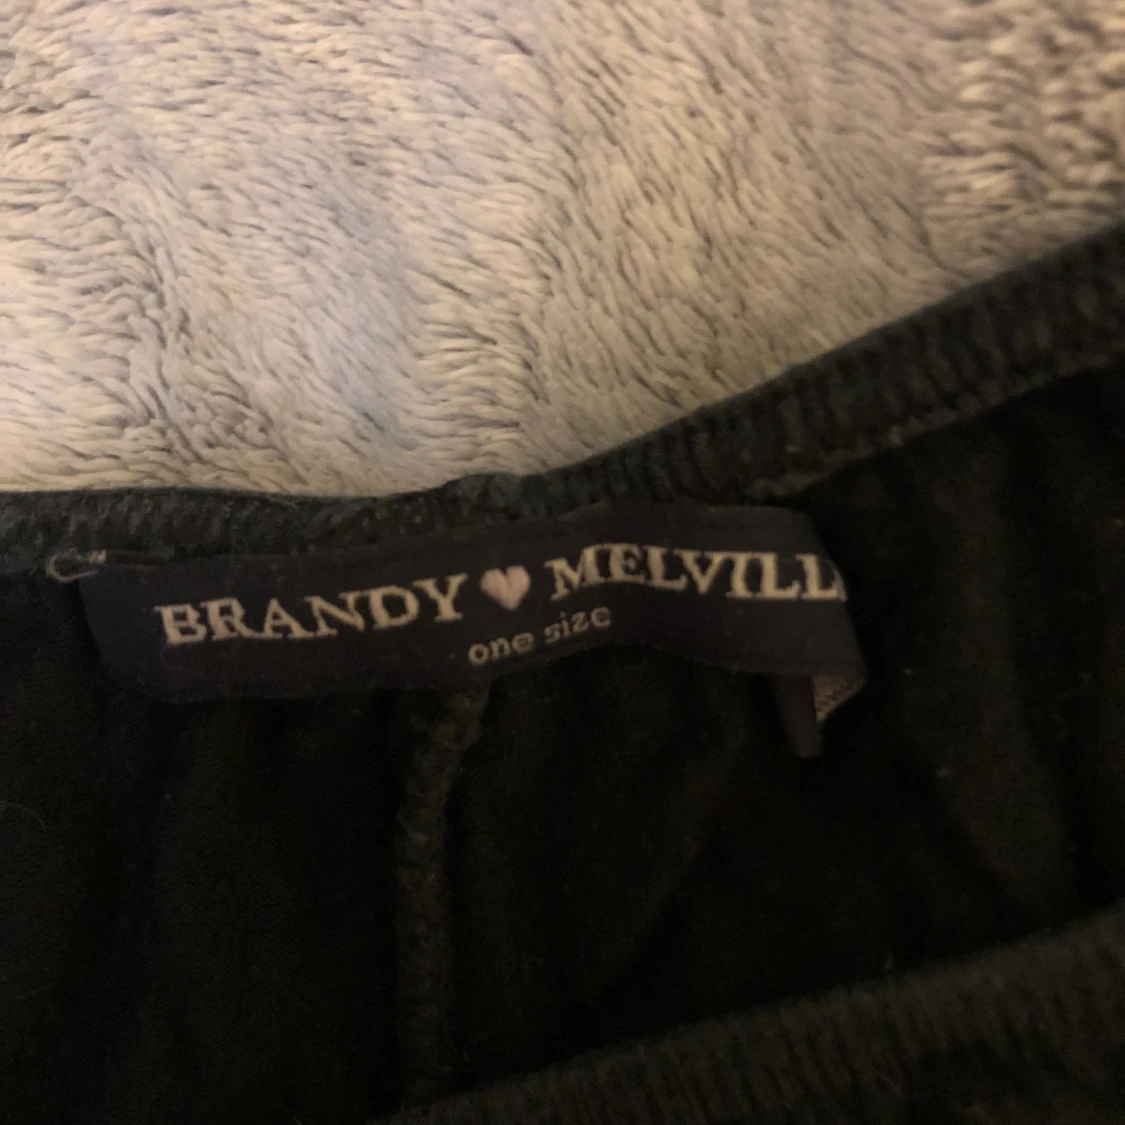 BRANDY ♥ MELVILL
one size